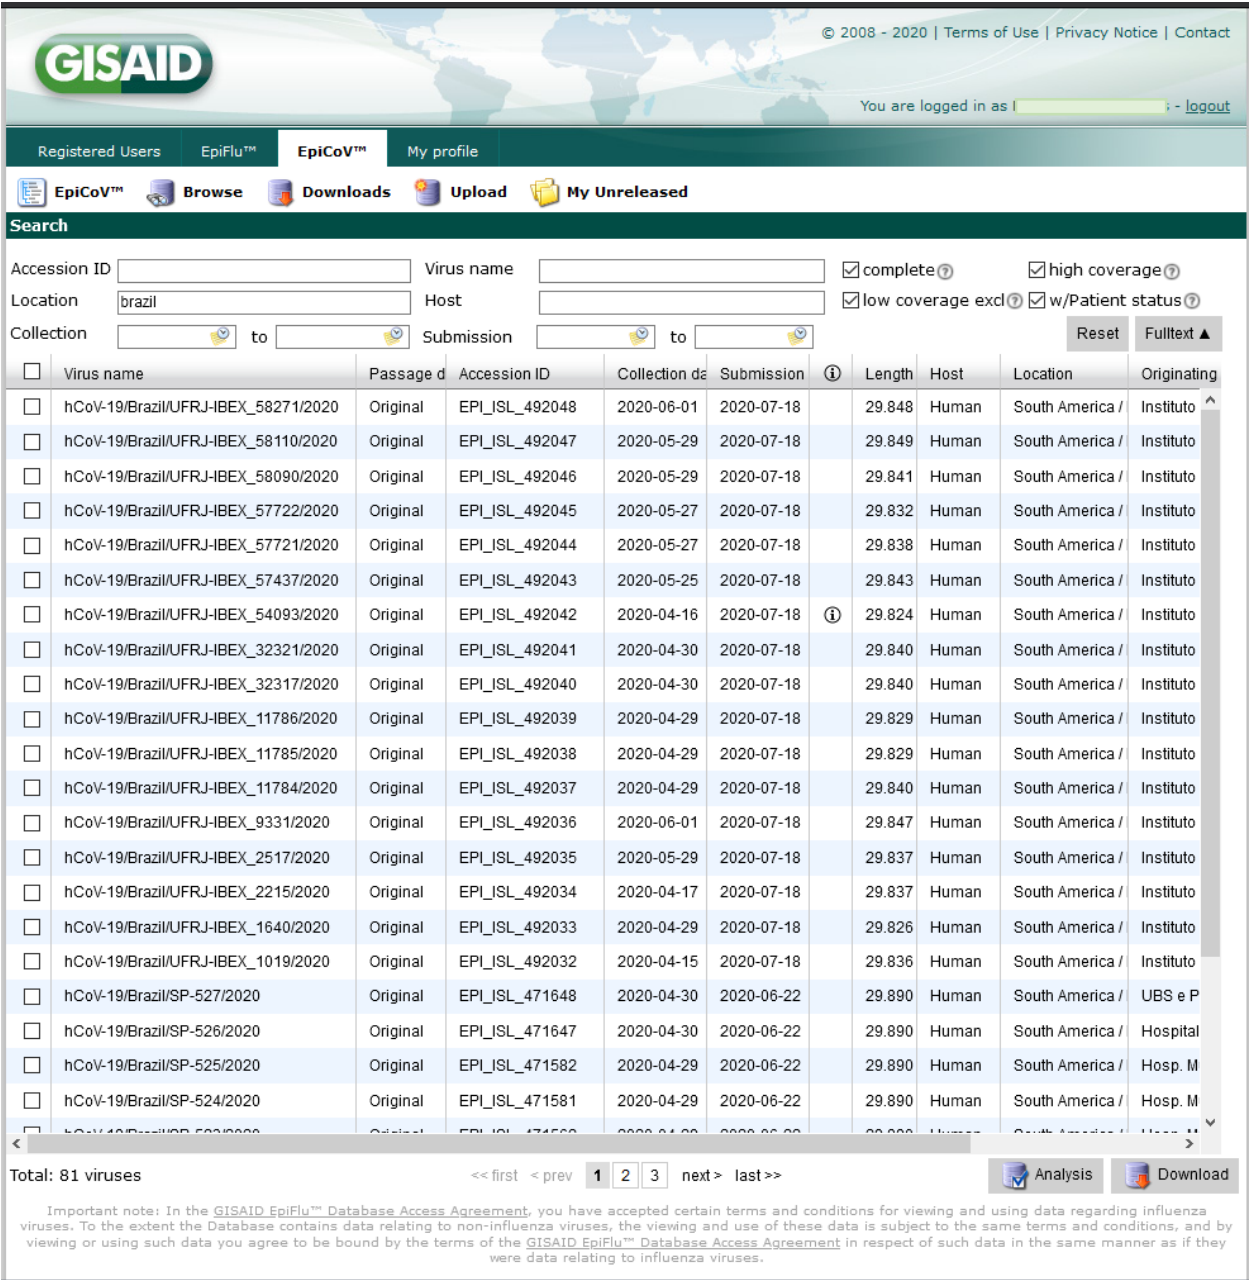 © 2008 - 2020 | Terms of Use | Privacy Notice | Contact
GISAID
You are logged in as - logout
Registered Users EpiFlu™ EpiCoV™ My profile
EpiCoV™ Browse Downloads Upload My Unreleased
Search
Accession ID Virus name complete high coverage
Location brazil Host low coverage excl w/Patient status
Collection to Submission to Reset Fulltext ▲
Virus name Passage d Accession ID Collection da Submission Length Host Location Originating
hCoV-19/Brazil/UFRJ-IBEX_58271/2020 Original EPI_ISL_492048 2020-06-01 2020-07-18 29.848 Human South America / Instituto
hCoV-19/Brazil/UFRJ-IBEX_58110/2020 Original EPI_ISL_492047 2020-05-29 2020-07-18 29.849 Human South America / Instituto
hCoV-19/Brazil/UFRJ-IBEX_58090/2020 Original EPI_ISL_492046 2020-05-29 2020-07-18 29.841 Human South America / Instituto
hCoV-19/Brazil/UFRJ-IBEX_57722/2020 Original EPI_ISL_492045 2020-05-27 2020-07-18 29.832 Human South America / Instituto
hCoV-19/Brazil/UFRJ-IBEX_57721/2020 Original EPI_ISL_492044 2020-05-27 2020-07-18 29.838 Human South America / Instituto
hCoV-19/Brazil/UFRJ-IBEX_57437/2020 Original EPI_ISL_492043 2020-05-25 2020-07-18 29.843 Human South America / Instituto
hCoV-19/Brazil/UFRJ-IBEX_54093/2020 Original EPI_ISL_492042 2020-04-16 2020-07-18 29.824 Human South America / Instituto
hCoV-19/Brazil/UFRJ-IBEX_32321/2020 Original EPI_ISL_492041 2020-04-30 2020-07-18 29.840 Human South America / Instituto
hCoV-19/Brazil/UFRJ-IBEX_32317/2020 Original EPI_ISL_492040 2020-04-30 2020-07-18 29.840 Human South America / Instituto
hCoV-19/Brazil/UFRJ-IBEX_11786/2020 Original EPI_ISL_492039 2020-04-29 2020-07-18 29.829 Human South America / Instituto
hCoV-19/Brazil/UFRJ-IBEX_11785/2020 Original EPI_ISL_492038 2020-04-29 2020-07-18 29.829 Human South America / Instituto
hCoV-19/Brazil/UFRJ-IBEX_11784/2020 Original EPI_ISL_492037 2020-04-29 2020-07-18 29.840 Human South America / Instituto
hCoV-19/Brazil/UFRJ-IBEX_9331/2020 Original EPI_ISL_492036 2020-06-01 2020-07-18 29.847 Human South America / Instituto
hCoV-19/Brazil/UFRJ-IBEX_2517/2020 Original EPI_ISL_492035 2020-05-29 2020-07-18 29.837 Human South America / Instituto
hCoV-19/Brazil/UFRJ-IBEX_2215/2020 Original EPI_ISL_492034 2020-04-17 2020-07-18 29.837 Human South America / Instituto
hCoV-19/Brazil/UFRJ-IBEX_1640/2020 Original EPI_ISL_492033 2020-04-29 2020-07-18 29.826 Human South America / Instituto
hCoV-19/Brazil/UFRJ-IBEX_1019/2020 Original EPI_ISL_492032 2020-04-15 2020-07-18 29.836 Human South America / Instituto
hCoV-19/Brazil/SP-527/2020 Original EPI_ISL_471648 2020-04-30 2020-06-22 29.890 Human South America / UBS e P
hCoV-19/Brazil/SP-526/2020 Original EPI_ISL_471647 2020-04-30 2020-06-22 29.890 Human South America / Hospital
hCoV-19/Brazil/SP-525/2020 Original EPI_ISL_471582 2020-04-29 2020-06-22 29.890 Human South America / Hosp. M
hCoV-19/Brazil/SP-524/2020 Original EPI_ISL_471581 2020-04-29 2020-06-22 29.890 Human South America / Hosp. M
Total: 81 viruses << first < prev 1 2 3 next > last >> Analysis Download
Important note: In the GISAID EpiFlu™ Database Access Agreement, you have accepted certain terms and conditions for viewing and using data regarding influenza
viruses. To the extent the Database contains data relating to non-influenza viruses, the viewing and use of these data is subject to the same terms and conditions, and by
viewing or using such data you agree to be bound by the terms of the GISAID EpiFlu™ Database Access Agreement in respect of such data in the same manner as if they
were data relating to influenza viruses.